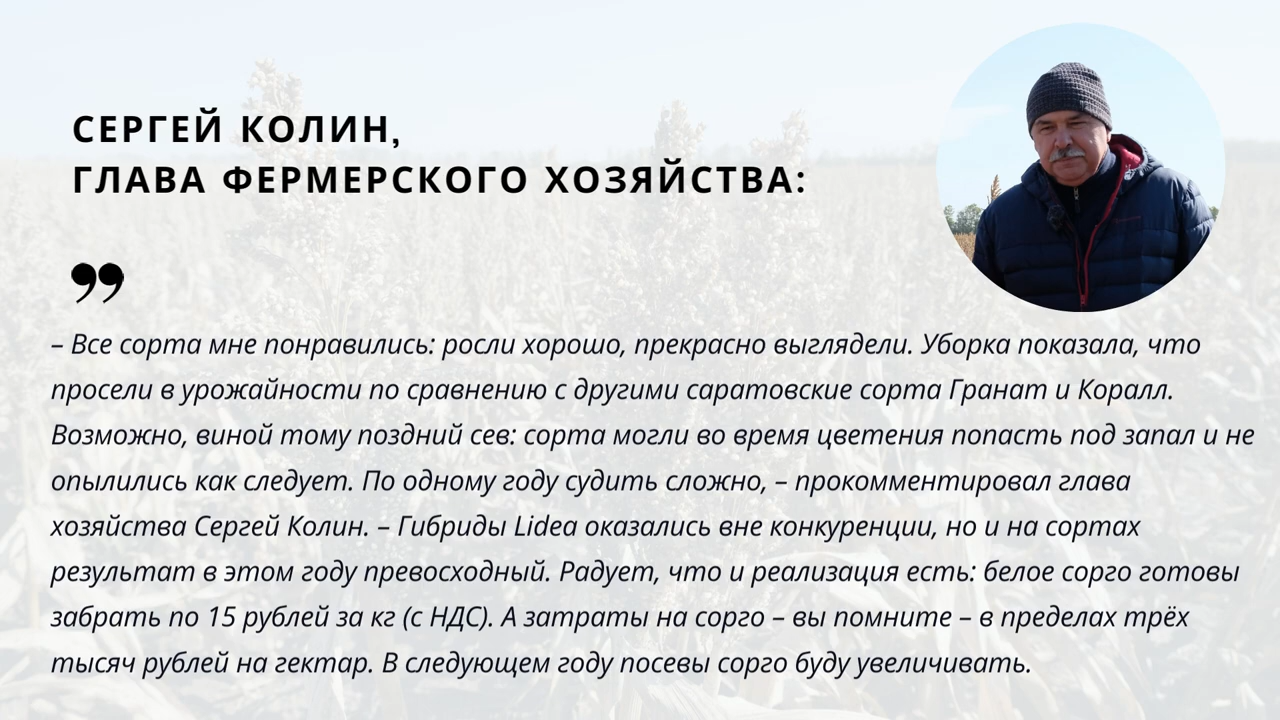 СЕРГЕЙ КОЛИН,
ГЛАВА ФЕРМЕРСКОГО ХОЗЯЙСТВА:
”
– Все сорта мне понравились: росли хорошо, прекрасно выглядели. Уборка показала, что
просели в урожайности по сравнению с другими саратовские сорта Гранат и Коралл.
Возможно, виной тому поздний сев: сорта могли во время цветения попасть под запал и не
опылились как следует. По одному году судить сложно, – прокомментировал глава
хозяйства Сергей Колин. – Гибриды Lidea оказались вне конкуренции, но и на сортах
результат в этом году превосходный. Радует, что и реализация есть: белое сорго готовы
забрать по 15 рублей за кг (с НДС). А затраты на сорго – вы помните – в пределах трёх
тысяч рублей на гектар. В следующем году посевы сорго буду увеличивать.